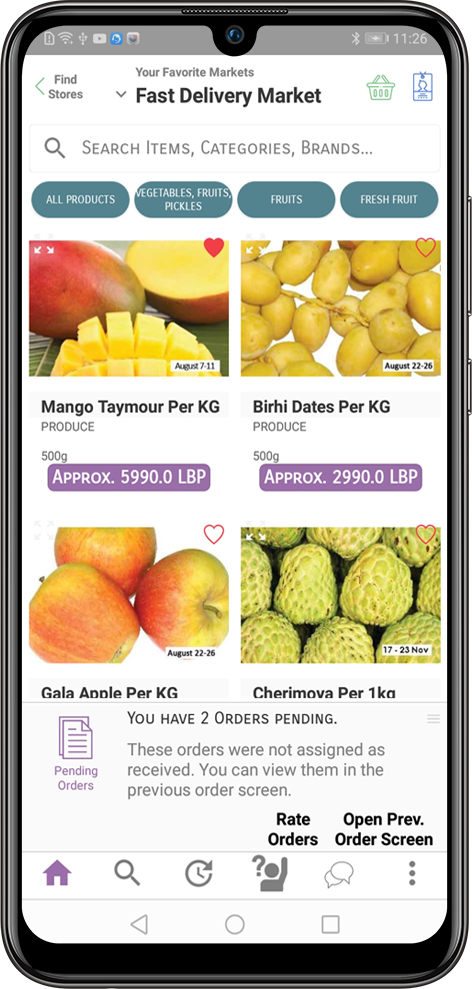 11:26
Find
Stores
Your Favorite Markets
Fast Delivery Market
Search Items, Categories, Brands...
ALL PRODUCTS
VEGETABLES, FRUITS,
PICKLES
FRUITS
FRESH FRUIT
August 7-11
August 22-26
Mango Taymour Per KG
Birhi Dates Per KG
PRODUCE
PRODUCE
500g
500g
Approx. 5990.0 LBP
Approx. 2990.0 LBP
August 22-26
17 - 23 Nov
Gala Apple Per KG
Cherimoya Per 1kg
You have 2 Orders pending.
These orders were not assigned as
received. You can view them in the
previous order screen.
Pending
Orders
Rate
Orders
Open Prev.
Order Screen